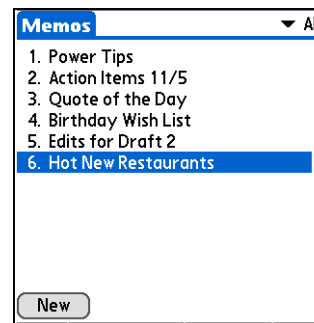 Memos
1. Power Tips
2. Action Items 11/5
3. Quote of the Day
4. Birthday Wish List
5. Edits for Draft 2
6. Hot New Restaurants
New